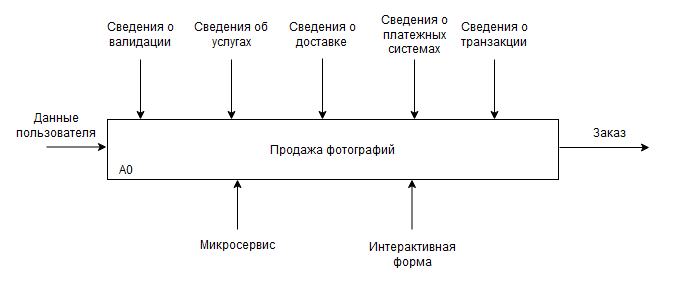 Сведения о
валидации
Сведения об
услугах
Сведения о
доставке
Сведения о
платежных
системах
Сведения о
транзакции
Данные
пользователя
Продажа фотографий
A0
Заказ
Микросервис
Интерактивная
форма